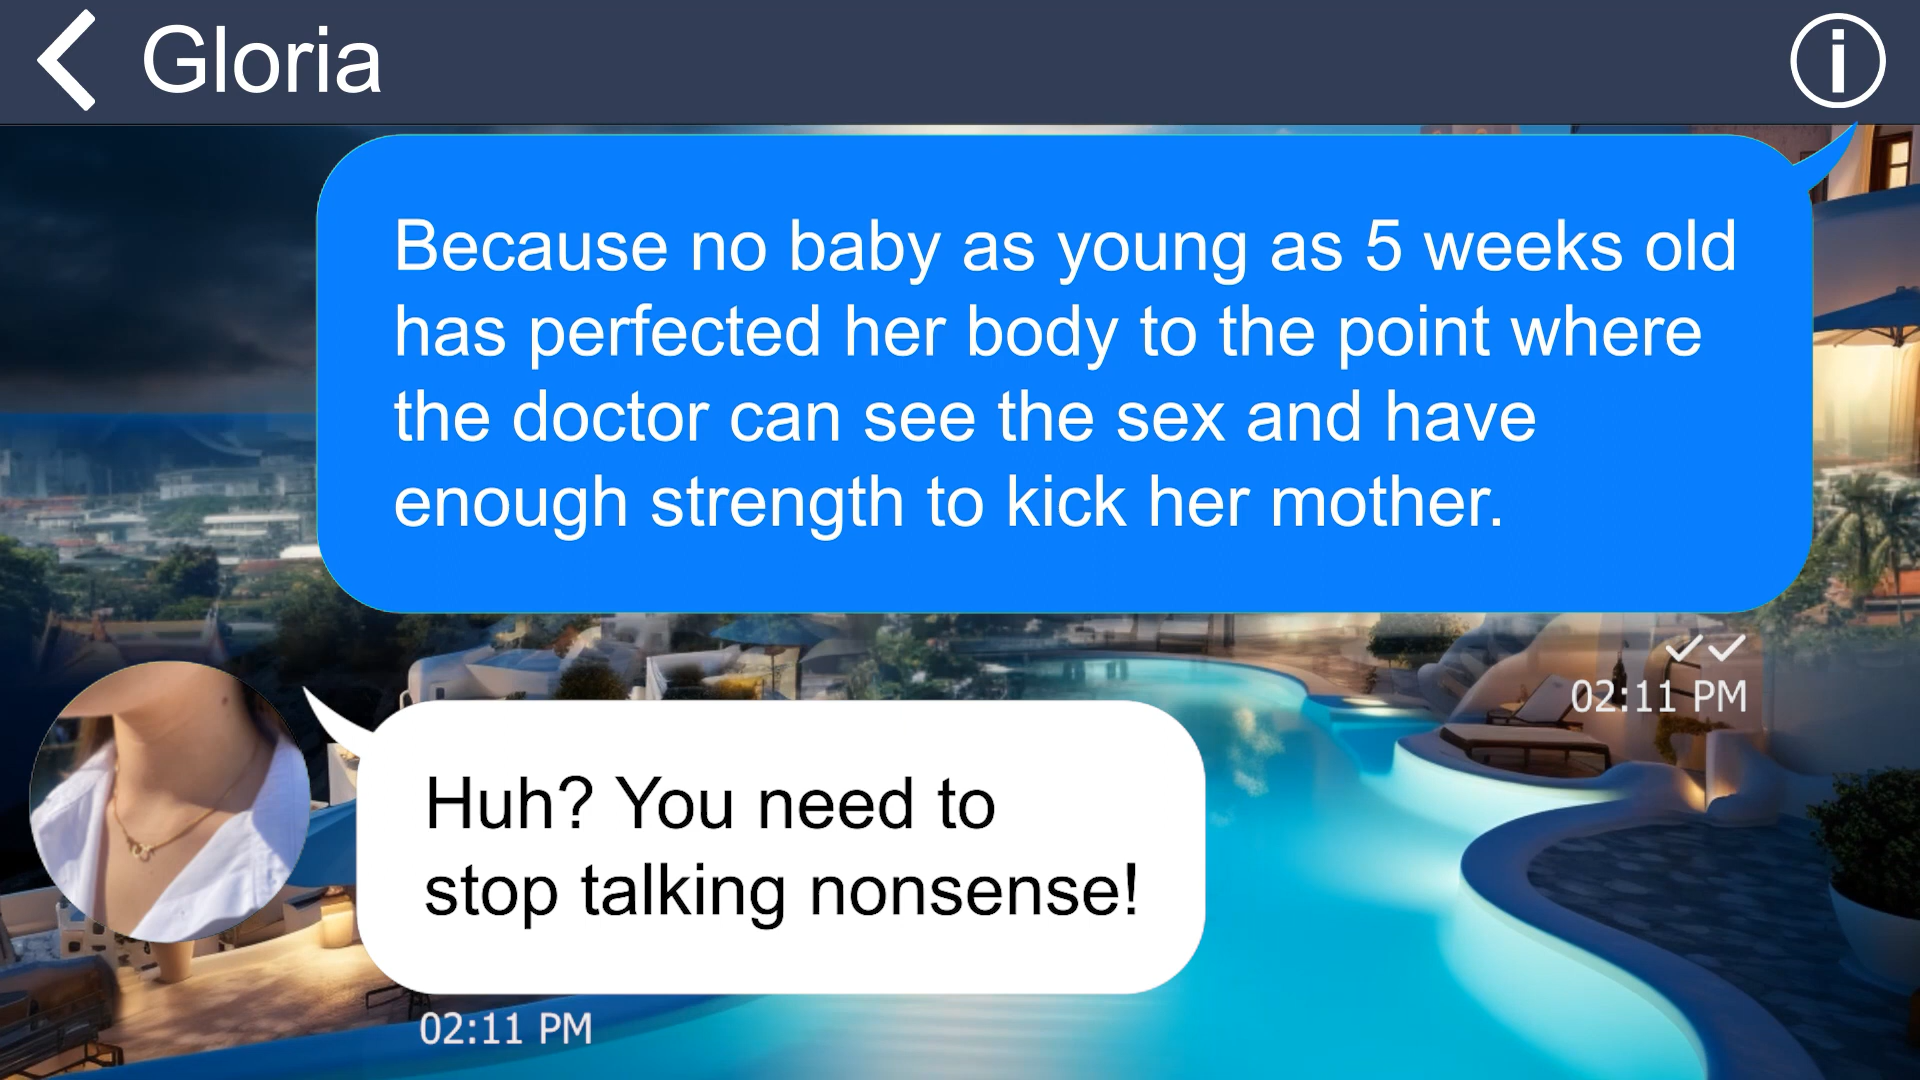 Gloria
Because no baby as young as 5 weeks old
has perfected her body to the point where
the doctor can see the sex and have
enough strength to kick her mother.
02:11 PM
Huh? You need to
stop talking nonsense!
02:11 PM